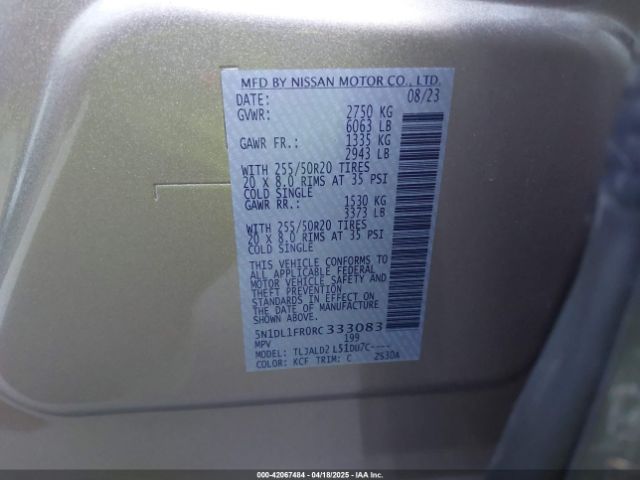 MFD BY NISSAN MOTOR CO., LTD.
DATE: 08/23
GVWR: 2750 KG
6063 LB
GAWR FR.: 1335 KG
2943 LB
WITH 255/50R20 TIRES
20 X 8.0 RIMS AT 35 PSI
COLD SINGLE
GAWR RR.: 1530 KG
3373 LB
WITH 255/50R20 TIRES
20 X 8.0 RIMS AT 35 PSI
COLD SINGLE
THIS VEHICLE CONFORMS TO
ALL APPLICABLE FEDERAL
MOTOR VEHICLE SAFETY AND
THEFT PREVENTION
STANDARDS IN EFFECT ON
THE DATE OF MANUFACTURE
SHOWN ABOVE.
5N1DL1FR0RC333083
MPV 199
MODEL: TLJALD2 L51DU7C----
COLOR: KCF TRIM: C 2S30A
000-42067484 - 04/18/2025 - IAA Inc.